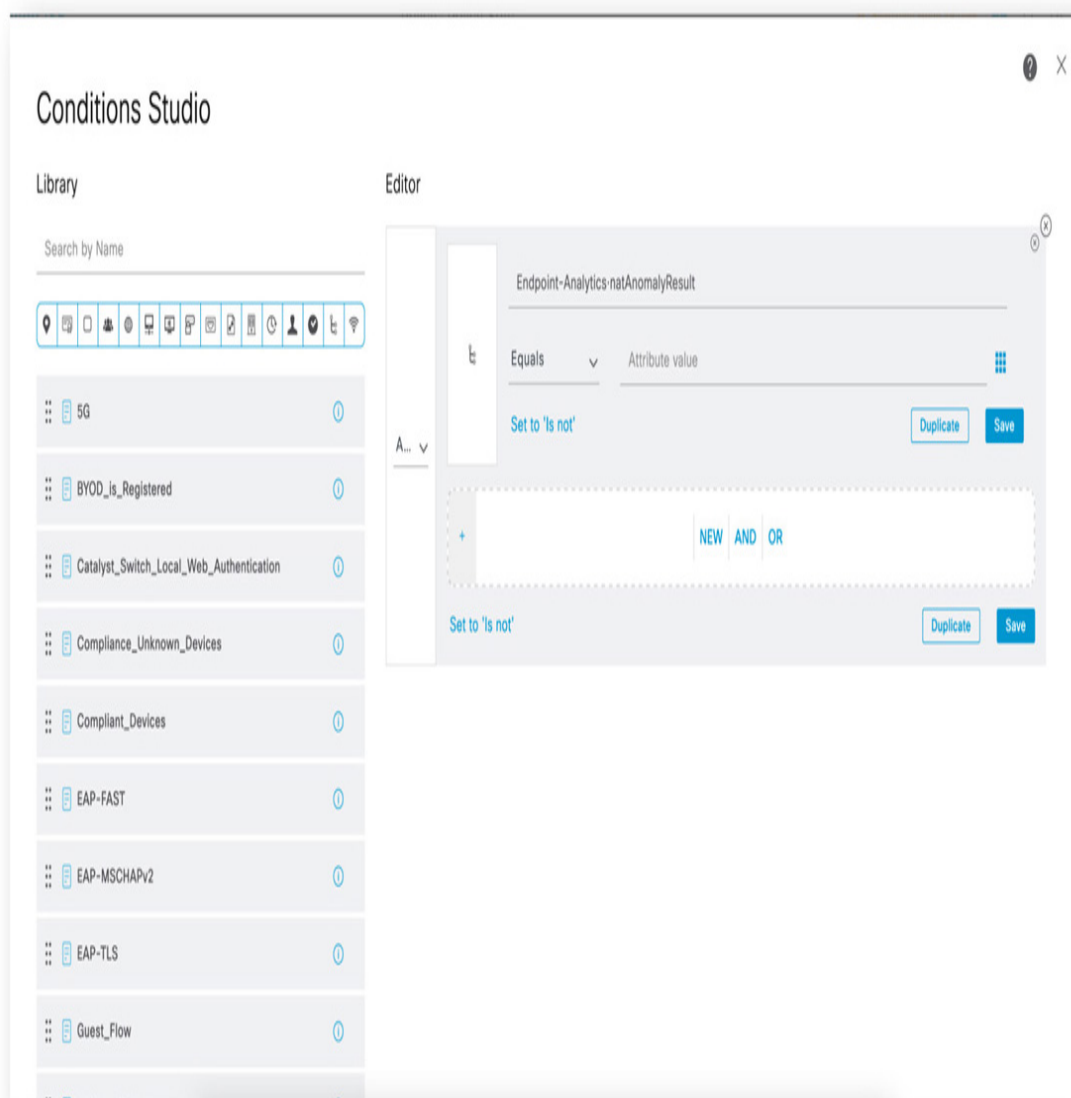 Conditions Studio
Library
Search by Name
5G
BYOD_is_Registered
Catalyst_Switch_Local_Web_Authentication
Compliance_Unknown_Devices
Compliant_Devices
EAP-FAST
EAP-MSCHAPv2
EAP-TLS
Guest_Flow
Editor
A...
Endpoint-Analytics·natAnomalyResult
Equals
Attribute value
Set to 'Is not'
Duplicate
Save
+
NEW
AND
OR
Set to 'Is not'
Duplicate
Save